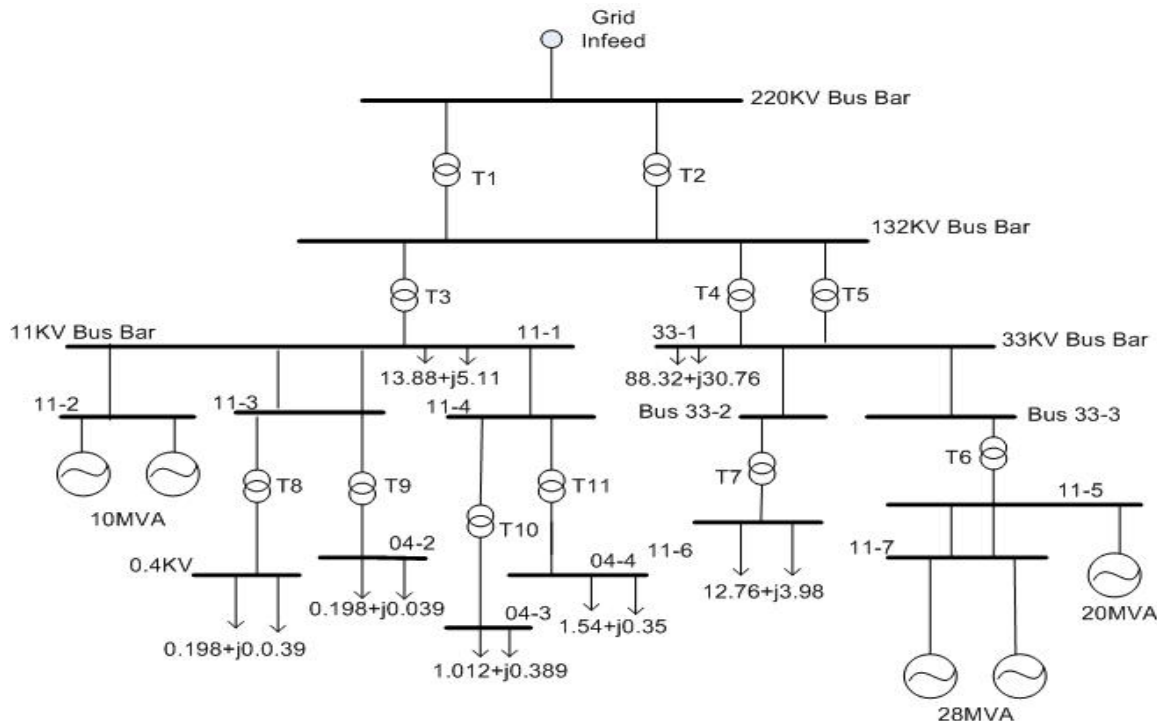 Grid
Infeed
220KV Bus Bar
T1
T2
132KV Bus Bar
T3
T4
T5
11KV Bus Bar
11-1
33-1
33KV Bus Bar
13.88+j5.11
88.32+j30.76
11-2
11-3
11-4
Bus 33-2
Bus 33-3
T8
T9
T10
T11
T7
T6
10MVA
11-5
0.4KV
04-2
04-4
11-6
11-7
0.198+j0.0.39
0.198+j0.039
04-3
1.54+j0.35
12.76+j3.98
20MVA
1.012+j0.389
28MVA